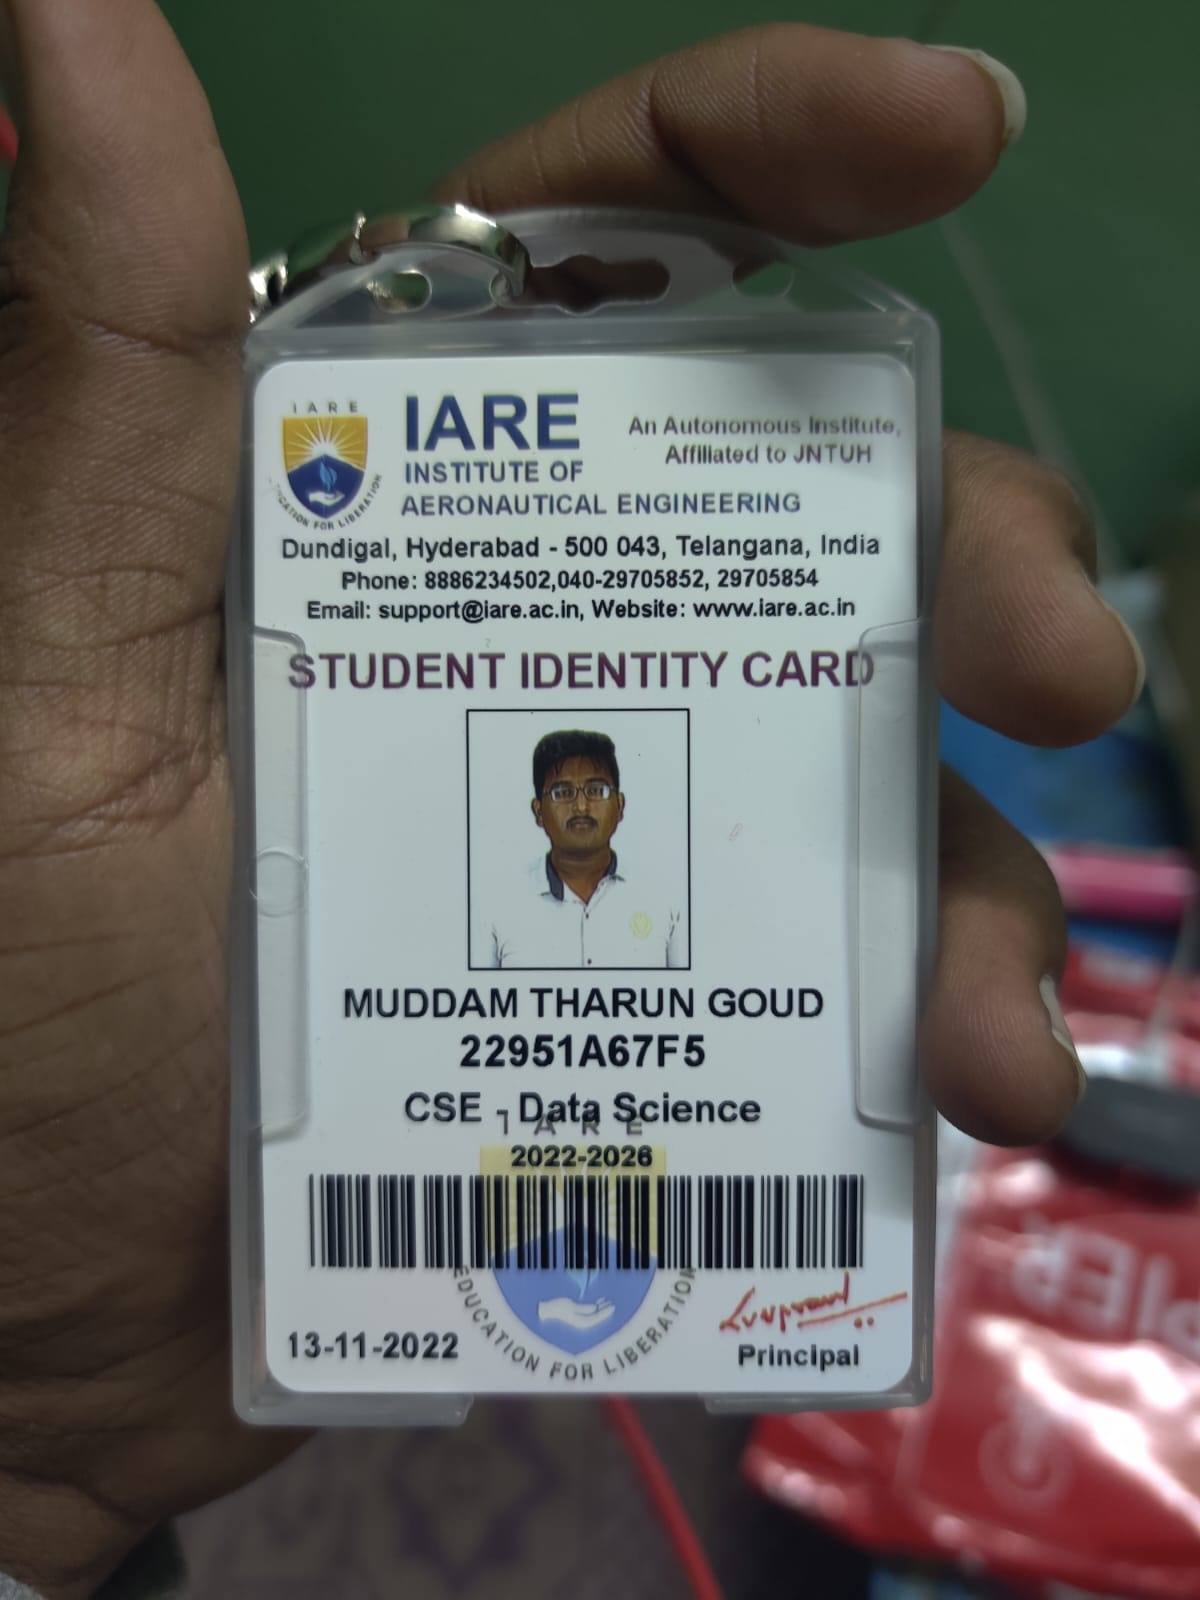 IARE
IARE
An Autonomous Institute,
Affiliated to JNTUH
INSTITUTE OF
AERONAUTICAL ENGINEERING
EDUCATION FOR LIBERATION
Dundigal, Hyderabad - 500 043, Telangana, India
Phone: 8886234502,040-29705852, 29705854
Email: support@iare.ac.in, Website: www.iare.ac.in
STUDENT IDENTITY CARD
MUDDAM THARUN GOUD
22951A67F5
CSE - Data Science
IARE
2022-2026
EDUCATION FOR LIBERATION
13-11-2022
Principal